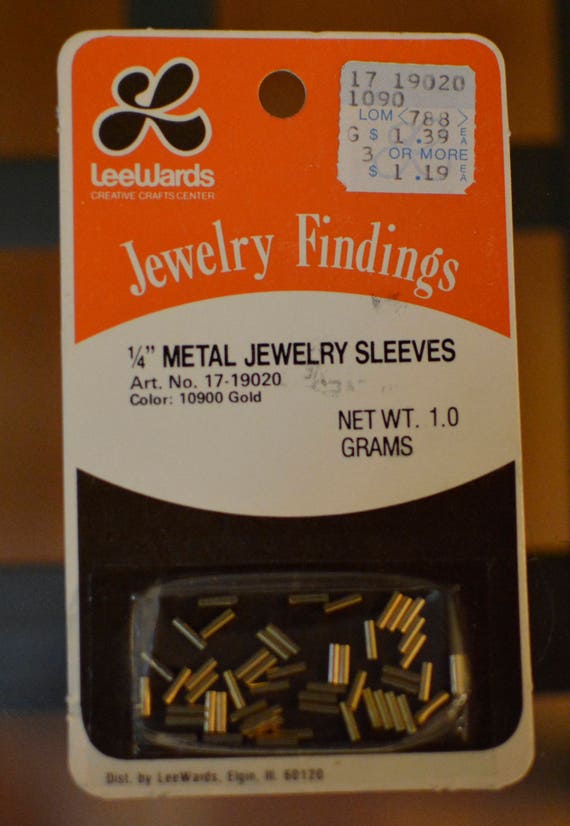 LeeWards
CREATIVE CRAFTS CENTER
17 19020
1090
LOM <788>
G $ 1.39 EA
3 OR MORE
$ 1.19 EA
Jewelry Findings
1/4" METAL JEWELRY SLEEVES
Art. No. 17-19020
Color: 10900 Gold
NET WT. 1.0
GRAMS
Dist. by LeeWards, Elgin, Ill. 60120